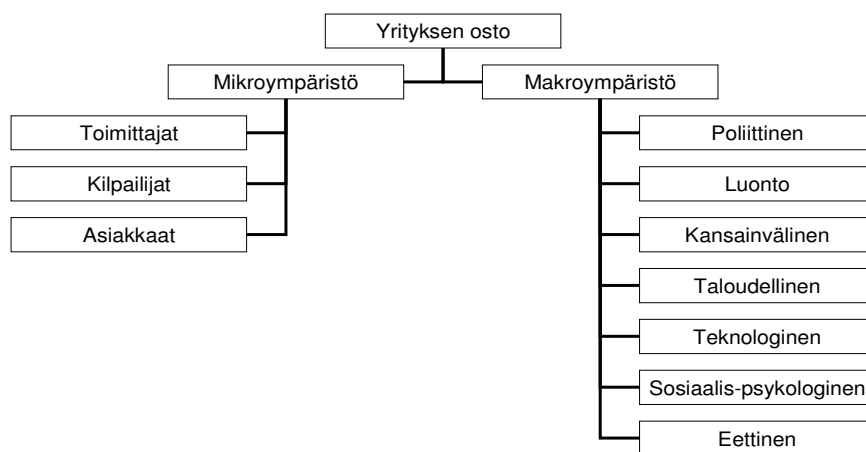 Yrityksen osto
Mikroympäristö
Makroympäristö
Toimittajat
Kilpailijat
Asiakkaat
Poliittinen
Luonto
Kansainvälinen
Taloudellinen
Teknologinen
Sosiaalis-psykologinen
Eettinen